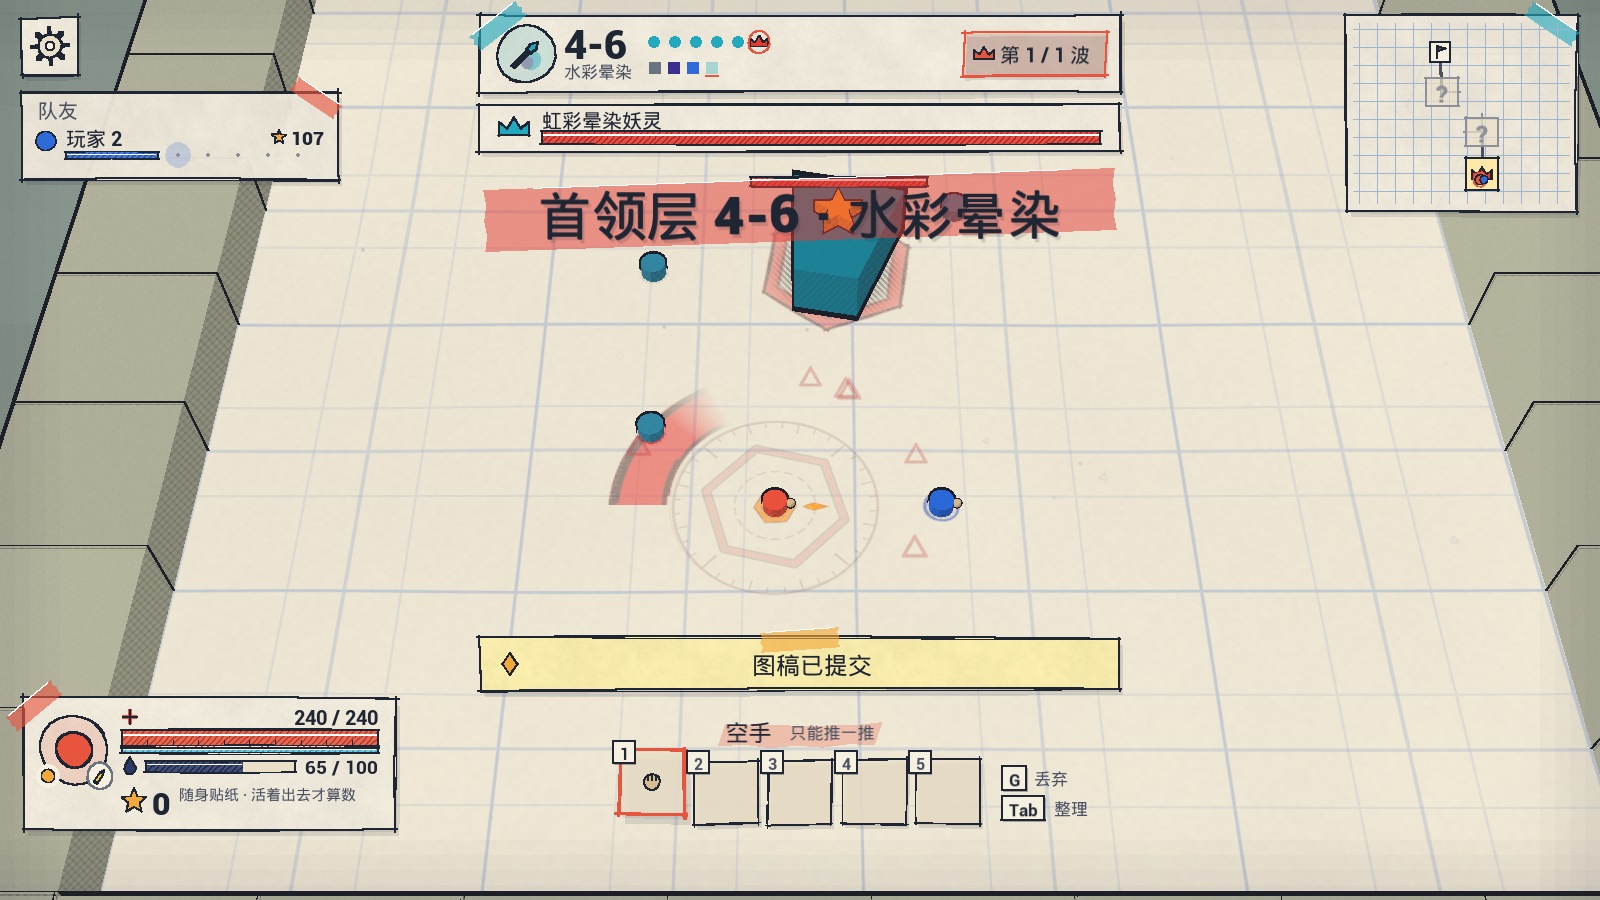 4-6
水彩晕染
第 1 / 1 波
队友
玩家 2
107
虹彩晕染妖灵
?
?
首领层 4-6 · 水彩晕染
图稿已提交
240 / 240
65 / 100
0
随身贴纸 · 活着出去才算数
空手 只能推一推
1
2
3
4
5
G 丢弃
Tab 整理